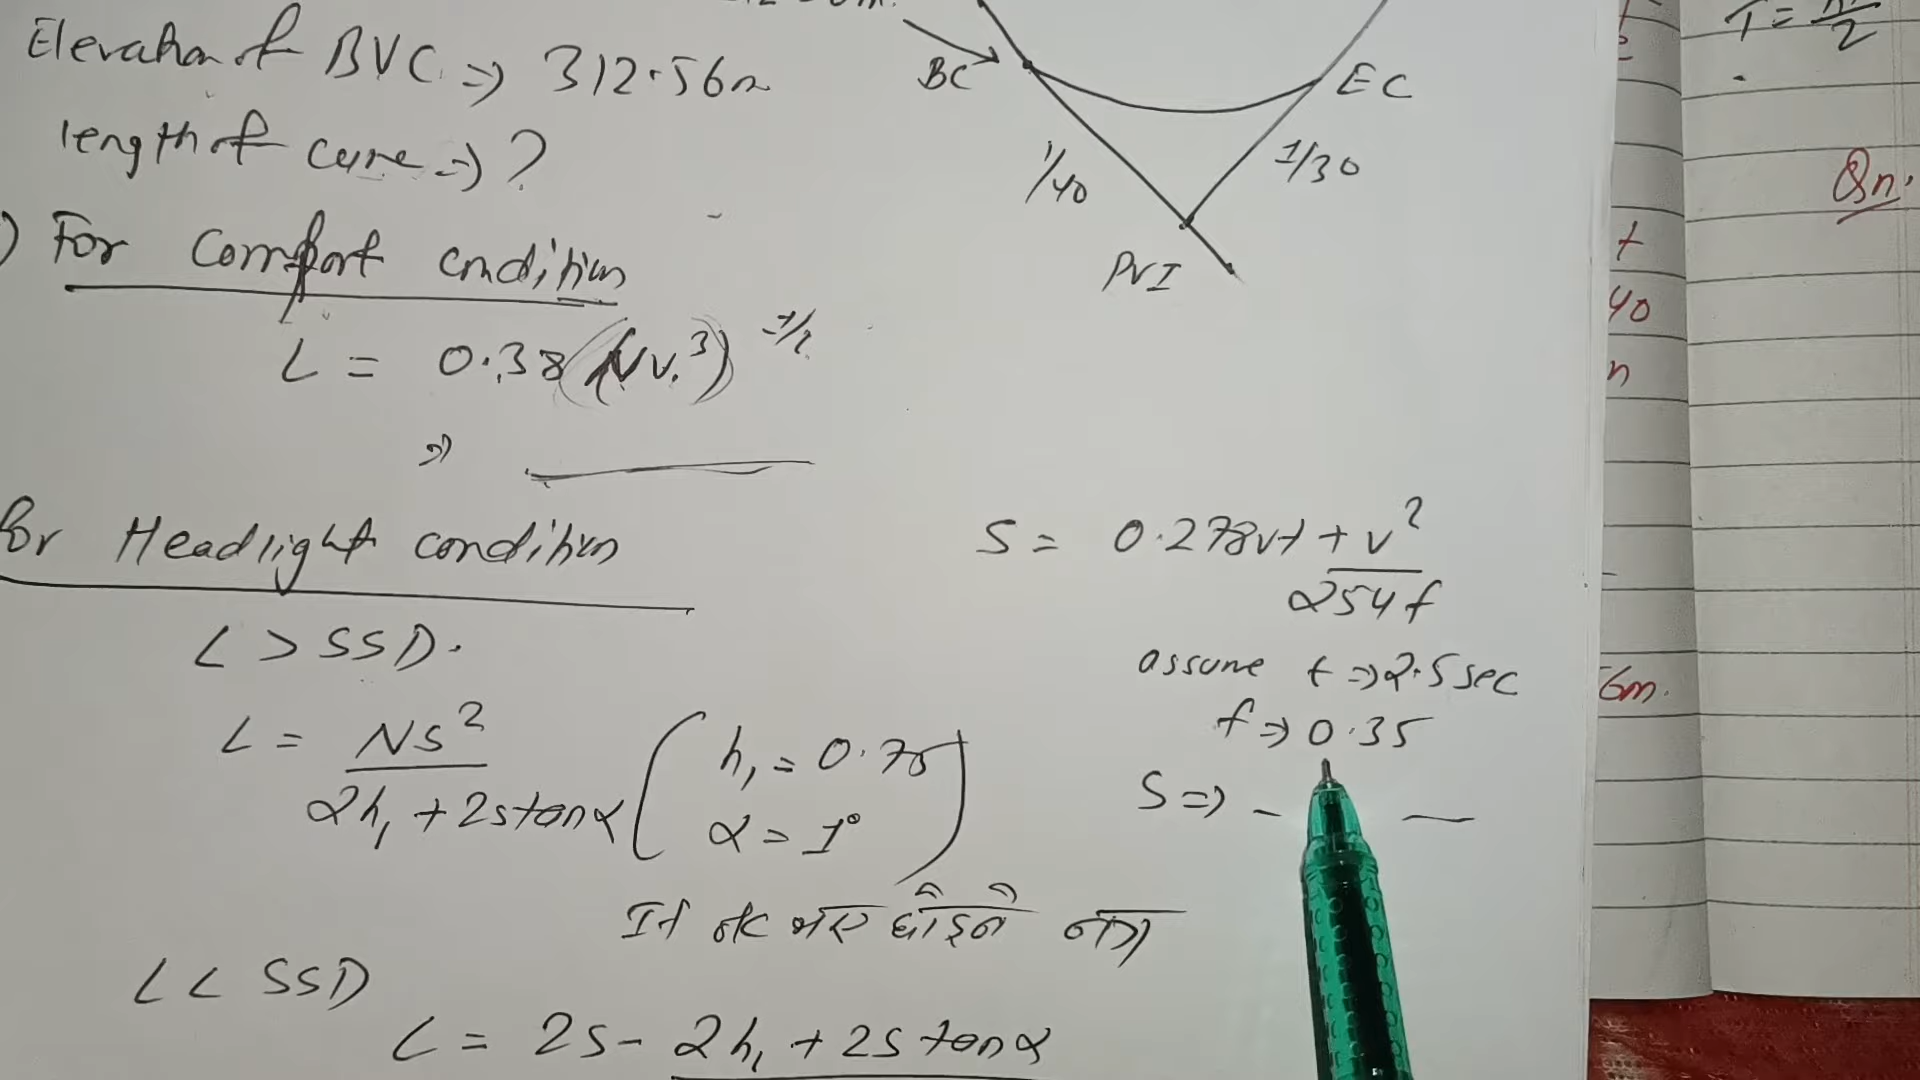 Elevation of BVC ⇒ 312.56m
length of curve ⇒ ?
BC
EC
1/40
1/30
PVI
) For Comfort condition
L = 0.38 (Nv³)^1/2
⇒
for Headlight condition
L > SSD.
L = NS² / 2h₁ + 2s tanα ( h₁ = 0.75
α = 1° )
S = 0.278vt + v² / 254f
assume t ⇒ 2.5 sec
f ⇒ 0.35
S ⇒ _ _
L < SSD
L = 2S - 2h₁ + 2S tanα
T =
2
Qn.
t
40
n
6m.